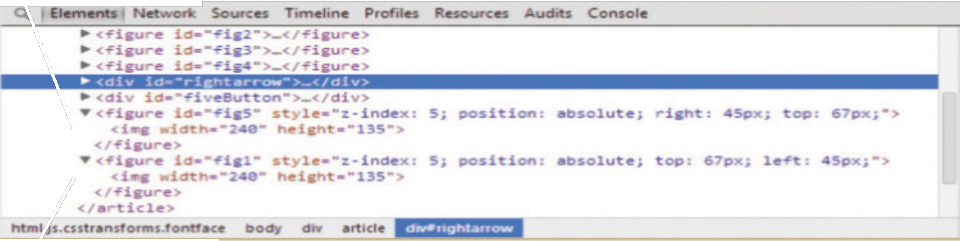 Elements Network Sources Timeline Profiles Resources Audits Console
▶<figure id="fig2">…</figure>
▶<figure id="fig3">…</figure>
▶<figure id="fig4">…</figure>
▶<div id="rightarrow">…</div>
▶<div id="fiveButton">…</div>
▼<figure id="fig5" style="z-index: 5; position: absolute; right: 45px; top: 67px;">
<img width="240" height="135">
</figure>
▼<figure id="fig1" style="z-index: 5; position: absolute; top: 67px; left: 45px;">
<img width="240" height="135">
</figure>
</article>
html.js.csstransforms.fontface body div article div#rightarrow